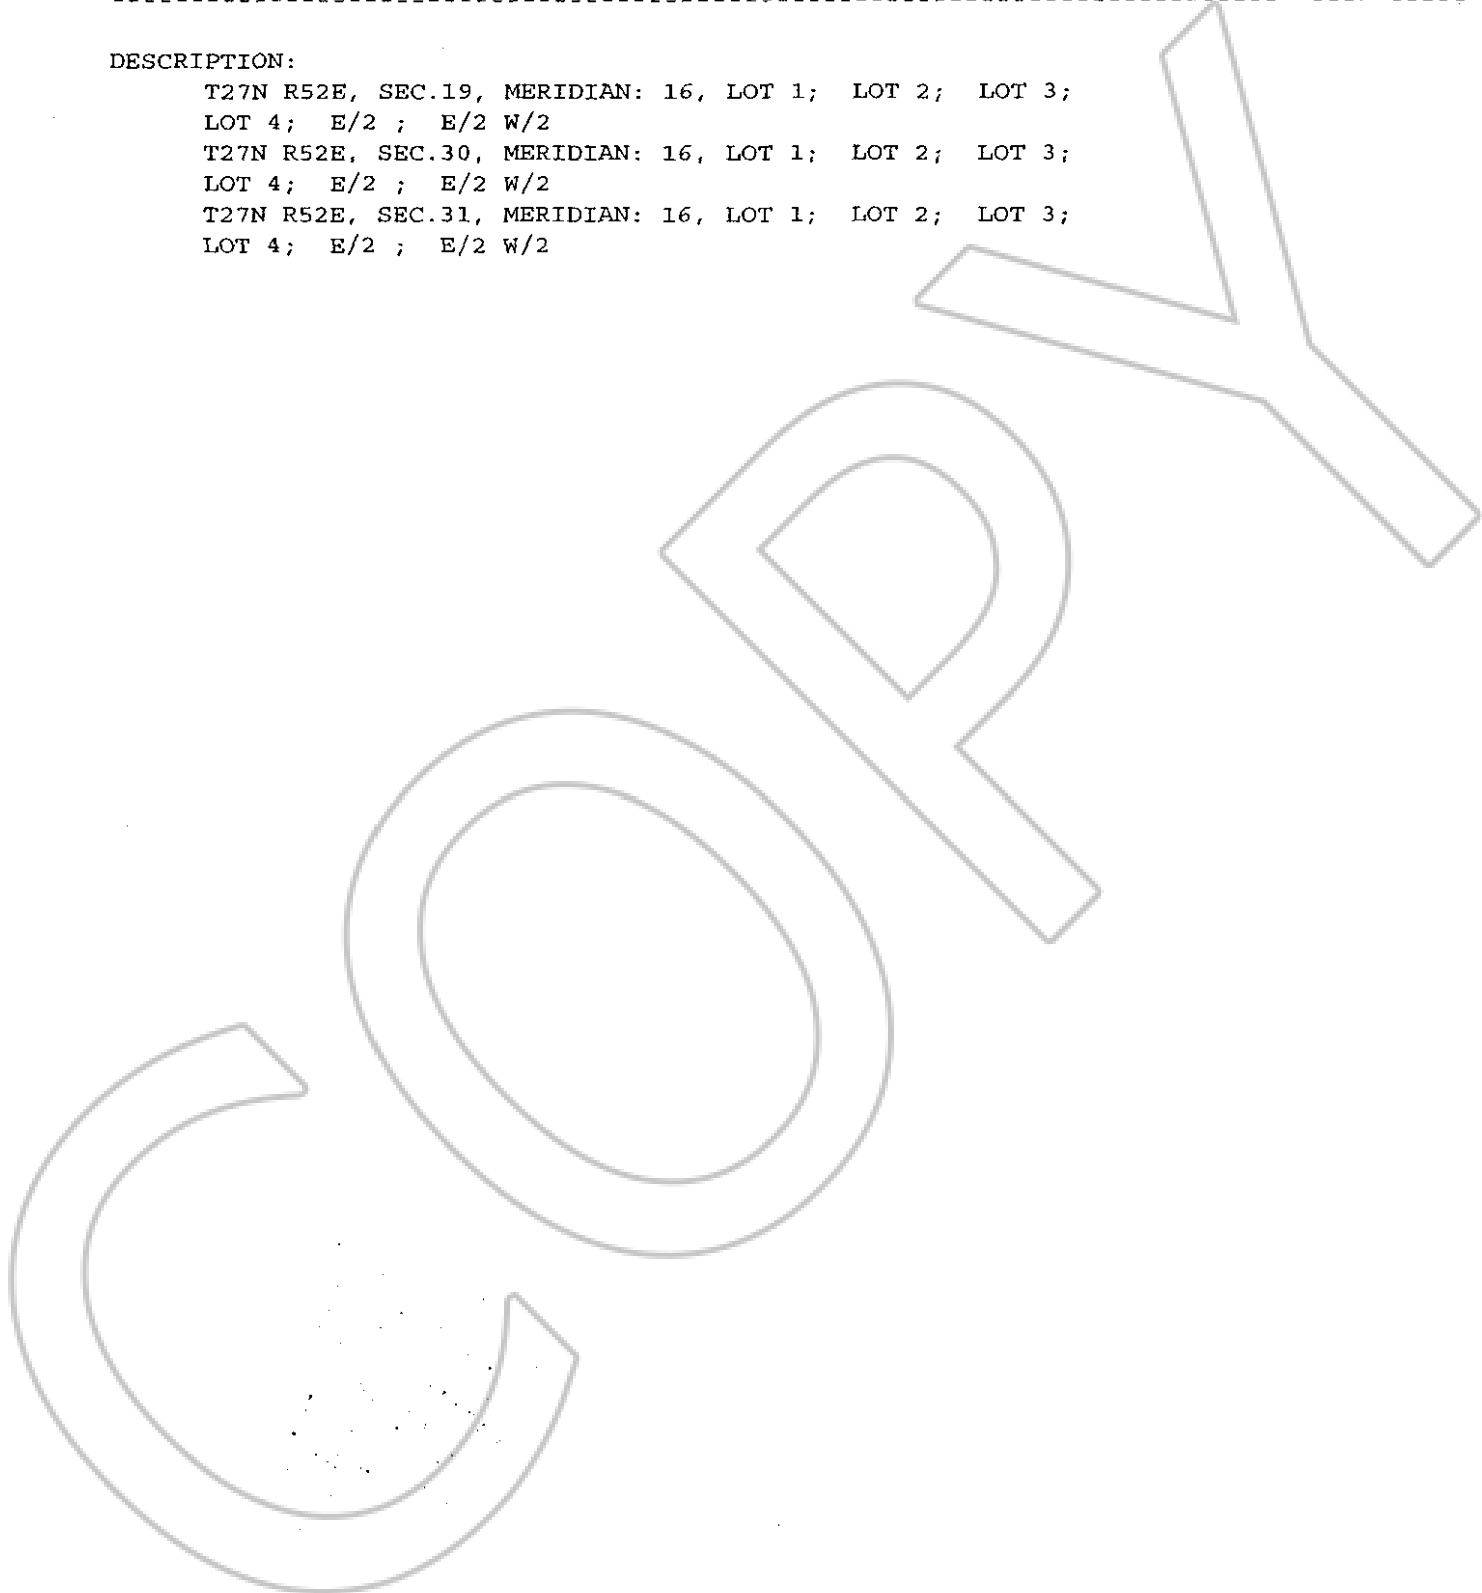 DESCRIPTION:
T27N R52E, SEC.19, MERIDIAN: 16, LOT 1; LOT 2; LOT 3;
LOT 4; E/2 ; E/2 W/2
T27N R52E, SEC.30, MERIDIAN: 16, LOT 1; LOT 2; LOT 3;
LOT 4; E/2 ; E/2 W/2
T27N R52E, SEC.31, MERIDIAN: 16, LOT 1; LOT 2; LOT 3;
LOT 4; E/2 ; E/2 W/2
COPY